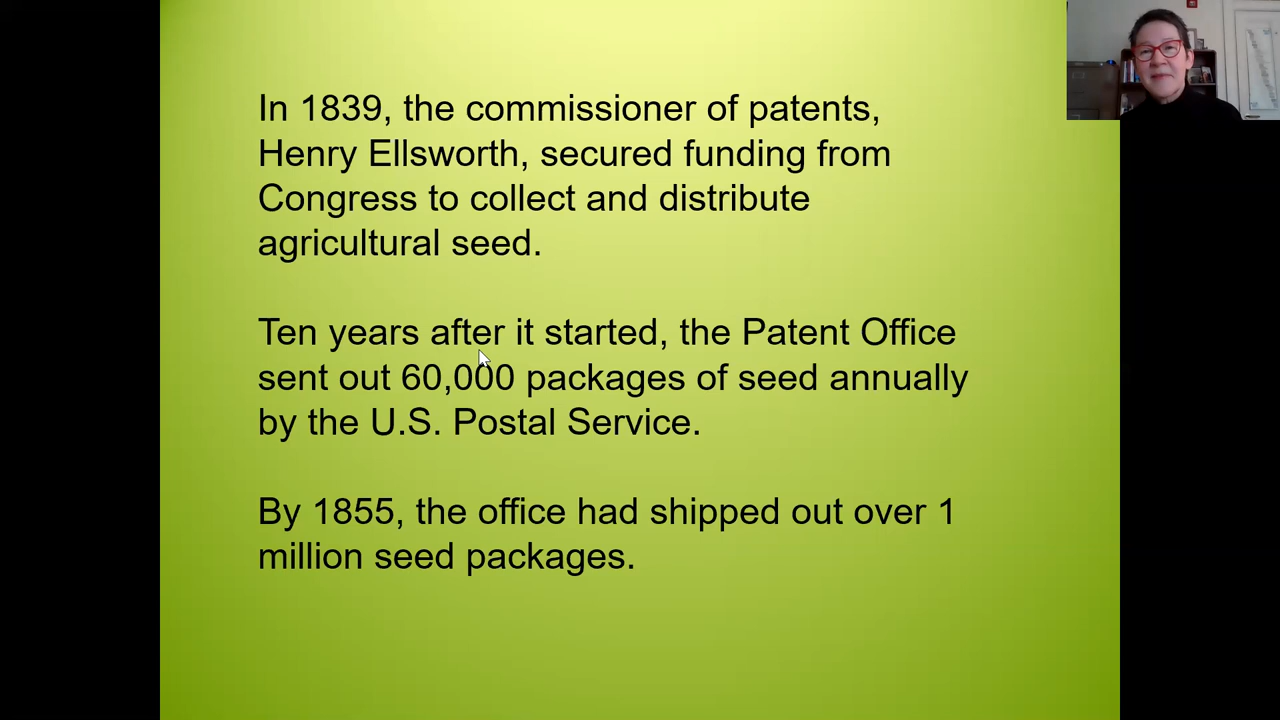 In 1839, the commissioner of patents,
Henry Ellsworth, secured funding from
Congress to collect and distribute
agricultural seed.
Ten years after it started, the Patent Office
sent out 60,000 packages of seed annually
by the U.S. Postal Service.
By 1855, the office had shipped out over 1
million seed packages.